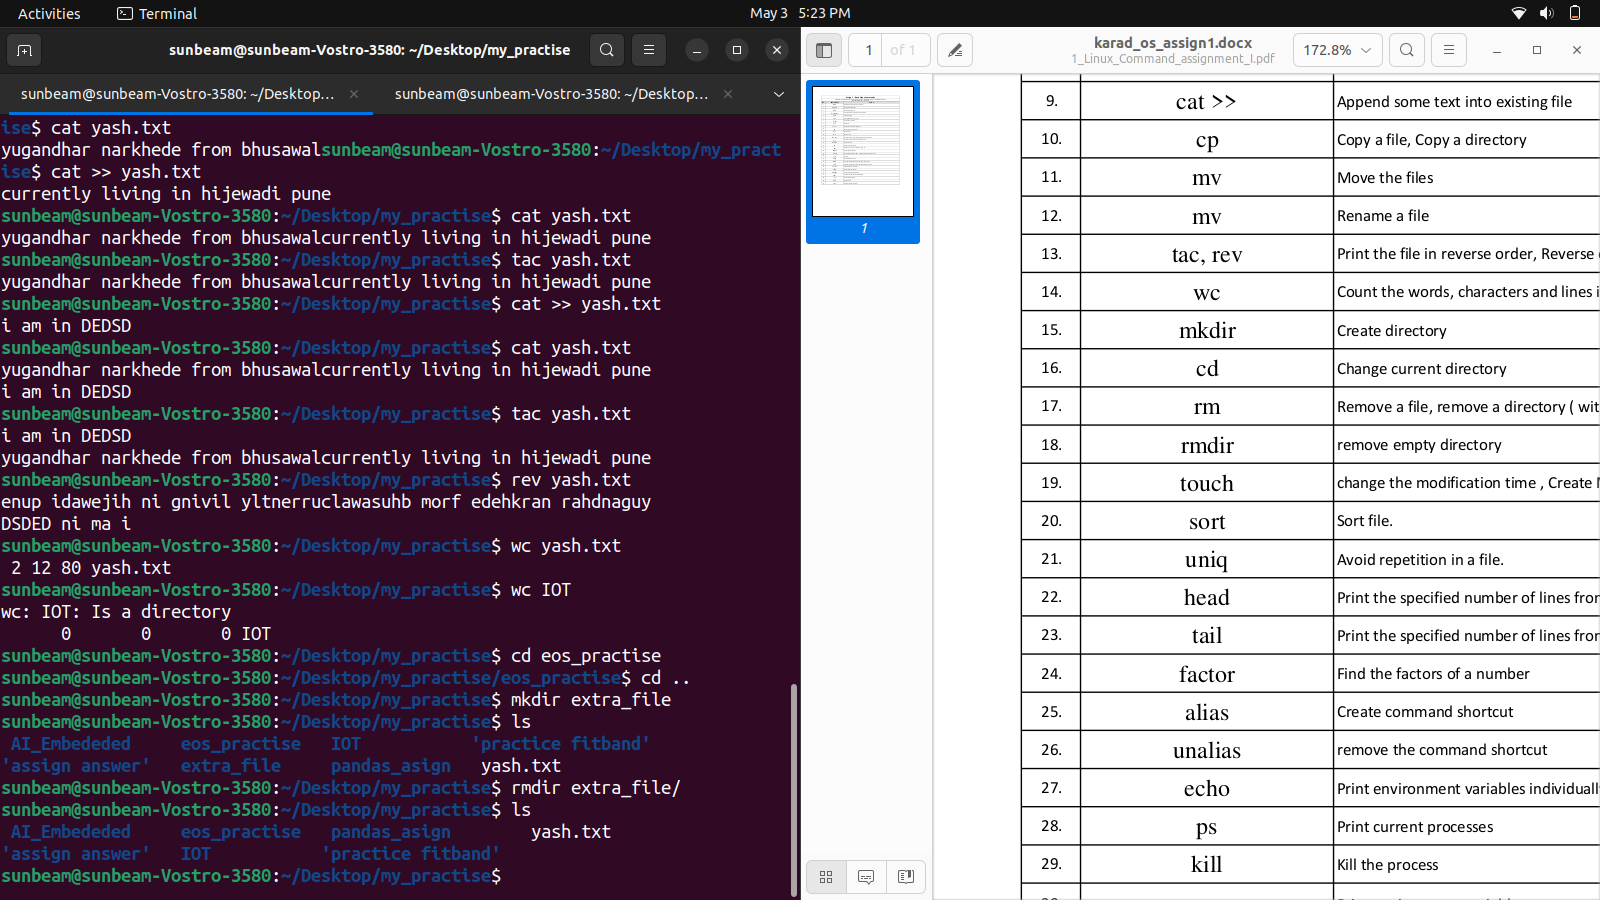 Activities Terminal May 3 5:23 PM
sunbeam@sunbeam-Vostro-3580: ~/Desktop/my_practise
sunbeam@sunbeam-Vostro-3580: ~/Desktop... × sunbeam@sunbeam-Vostro-3580: ~/Desktop... ×
ise$ cat yash.txt
yugandhar narkhede from bhusawalsunbeam@sunbeam-Vostro-3580:~/Desktop/my_pract
ise$ cat >> yash.txt
currently living in hijewadi pune
sunbeam@sunbeam-Vostro-3580:~/Desktop/my_practise$ cat yash.txt
yugandhar narkhede from bhusawalcurrently living in hijewadi pune
sunbeam@sunbeam-Vostro-3580:~/Desktop/my_practise$ tac yash.txt
yugandhar narkhede from bhusawalcurrently living in hijewadi pune
sunbeam@sunbeam-Vostro-3580:~/Desktop/my_practise$ cat >> yash.txt
i am in DEDSD
sunbeam@sunbeam-Vostro-3580:~/Desktop/my_practise$ cat yash.txt
yugandhar narkhede from bhusawalcurrently living in hijewadi pune
i am in DEDSD
sunbeam@sunbeam-Vostro-3580:~/Desktop/my_practise$ tac yash.txt
i am in DEDSD
yugandhar narkhede from bhusawalcurrently living in hijewadi pune
sunbeam@sunbeam-Vostro-3580:~/Desktop/my_practise$ rev yash.txt
enup idawejih ni gnivil yltnerruclawasuhb morf edehkran rahdnaguy
DSDED ni ma i
sunbeam@sunbeam-Vostro-3580:~/Desktop/my_practise$ wc yash.txt
 2 12 80 yash.txt
sunbeam@sunbeam-Vostro-3580:~/Desktop/my_practise$ wc IOT
wc: IOT: Is a directory
      0       0       0 IOT
sunbeam@sunbeam-Vostro-3580:~/Desktop/my_practise$ cd eos_practise
sunbeam@sunbeam-Vostro-3580:~/Desktop/my_practise/eos_practise$ cd ..
sunbeam@sunbeam-Vostro-3580:~/Desktop/my_practise$ mkdir extra_file
sunbeam@sunbeam-Vostro-3580:~/Desktop/my_practise$ ls
 AI_Embededed     eos_practise   IOT           'practice fitband'
'assign answer'   extra_file     pandas_asign   yash.txt
sunbeam@sunbeam-Vostro-3580:~/Desktop/my_practise$ rmdir extra_file/
sunbeam@sunbeam-Vostro-3580:~/Desktop/my_practise$ ls
 AI_Embededed     eos_practise   pandas_asign        yash.txt
'assign answer'   IOT           'practice fitband'
sunbeam@sunbeam-Vostro-3580:~/Desktop/my_practise$
1 of 1
karad_os_assign1.docx
1_Linux_Command_assignment_I.pdf
172.8%
1
9. cat >> Append some text into existing file
10. cp Copy a file, Copy a directory
11. mv Move the files
12. mv Rename a file
13. tac, rev Print the file in reverse order, Reverse
14. wc Count the words, characters and lines i
15. mkdir Create directory
16. cd Change current directory
17. rm Remove a file, remove a directory ( wit
18. rmdir remove empty directory
19. touch change the modification time , Create
20. sort Sort file.
21. uniq Avoid repetition in a file.
22. head Print the specified number of lines fror
23. tail Print the specified number of lines fror
24. factor Find the factors of a number
25. alias Create command shortcut
26. unalias remove the command shortcut
27. echo Print environment variables individuall
28. ps Print current processes
29. kill Kill the process